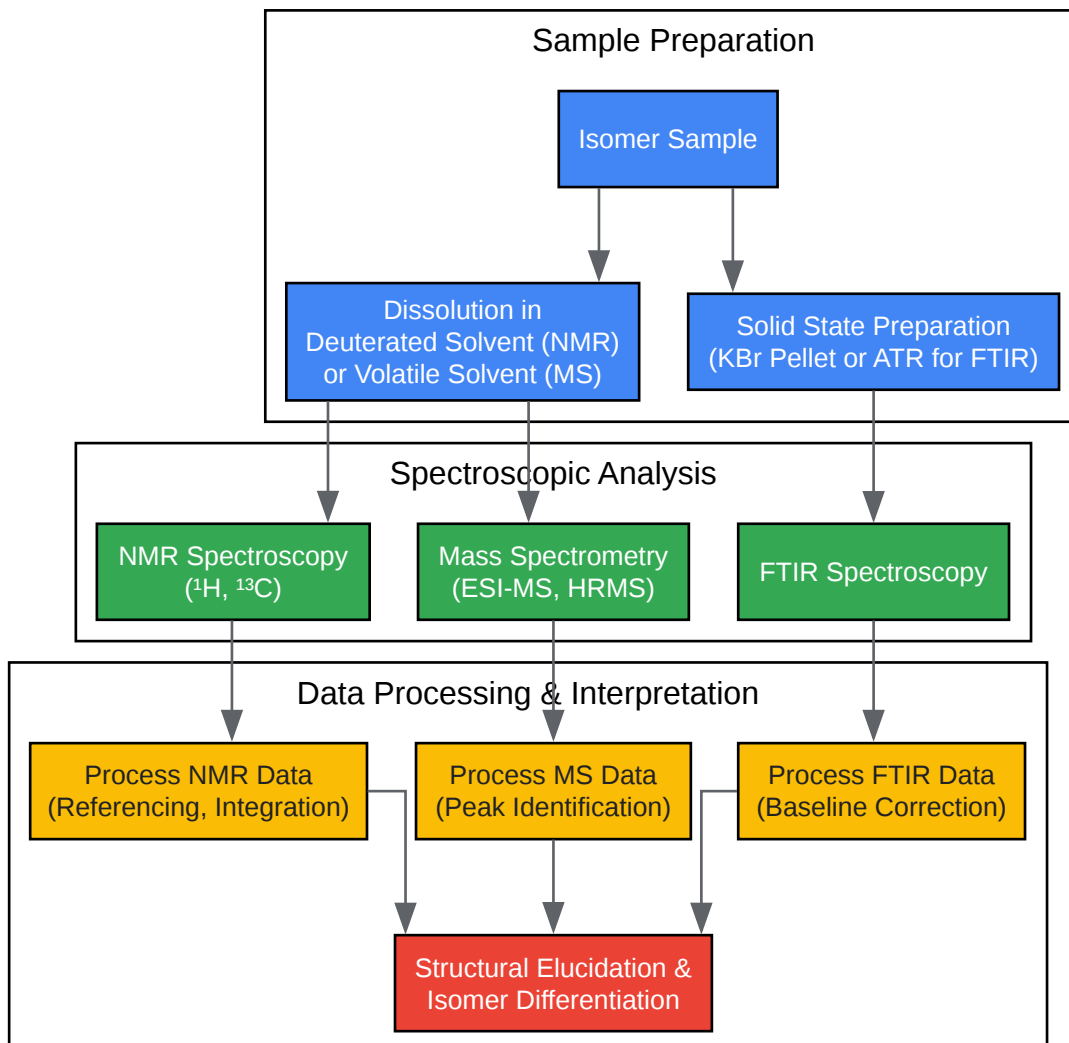 Sample Preparation
Isomer Sample
Dissolution in
Deuterated Solvent (NMR)
or Volatile Solvent (MS)
Solid State Preparation
(KBr Pellet or ATR for FTIR)
Spectroscopic Analysis
NMR Spectroscopy
(¹H, ¹³C)
Mass Spectrometry
(ESI-MS, HRMS)
FTIR Spectroscopy
Data Processing & Interpretation
Process NMR Data
(Referencing, Integration)
Process MS Data
(Peak Identification)
Process FTIR Data
(Baseline Correction)
Structural Elucidation &
Isomer Differentiation